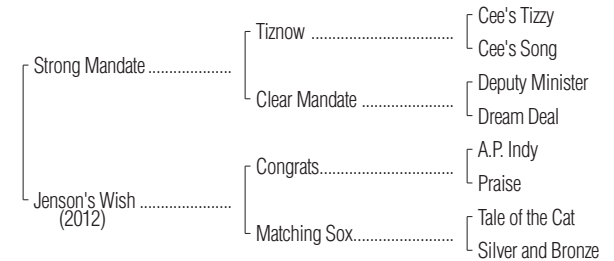 Cee's Tizzy
Tiznow
Cee's Song
Strong Mandate
Deputy Minister
Clear Mandate
Dream Deal
A.P. Indy
Congrats
Praise
Jenson's Wish
(2012)
Tale of the Cat
Matching Sox
Silver and Bronze